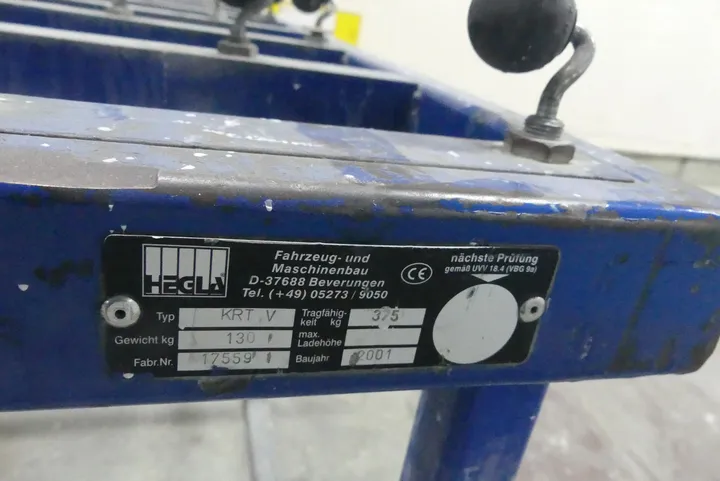 HEGLA
Fahrzeug- und
Maschinenbau
D-37688 Beverungen
Tel. (+49) 05273 / 9050
CE
nächste Prüfung
gemäß UVV 18.4 (VBG 9a)
Typ KRT V
Tragfähig-
keit kg 375
Gewicht kg 130
max.
Ladehöhe
Fabr.Nr. 17559
Baujahr 2001